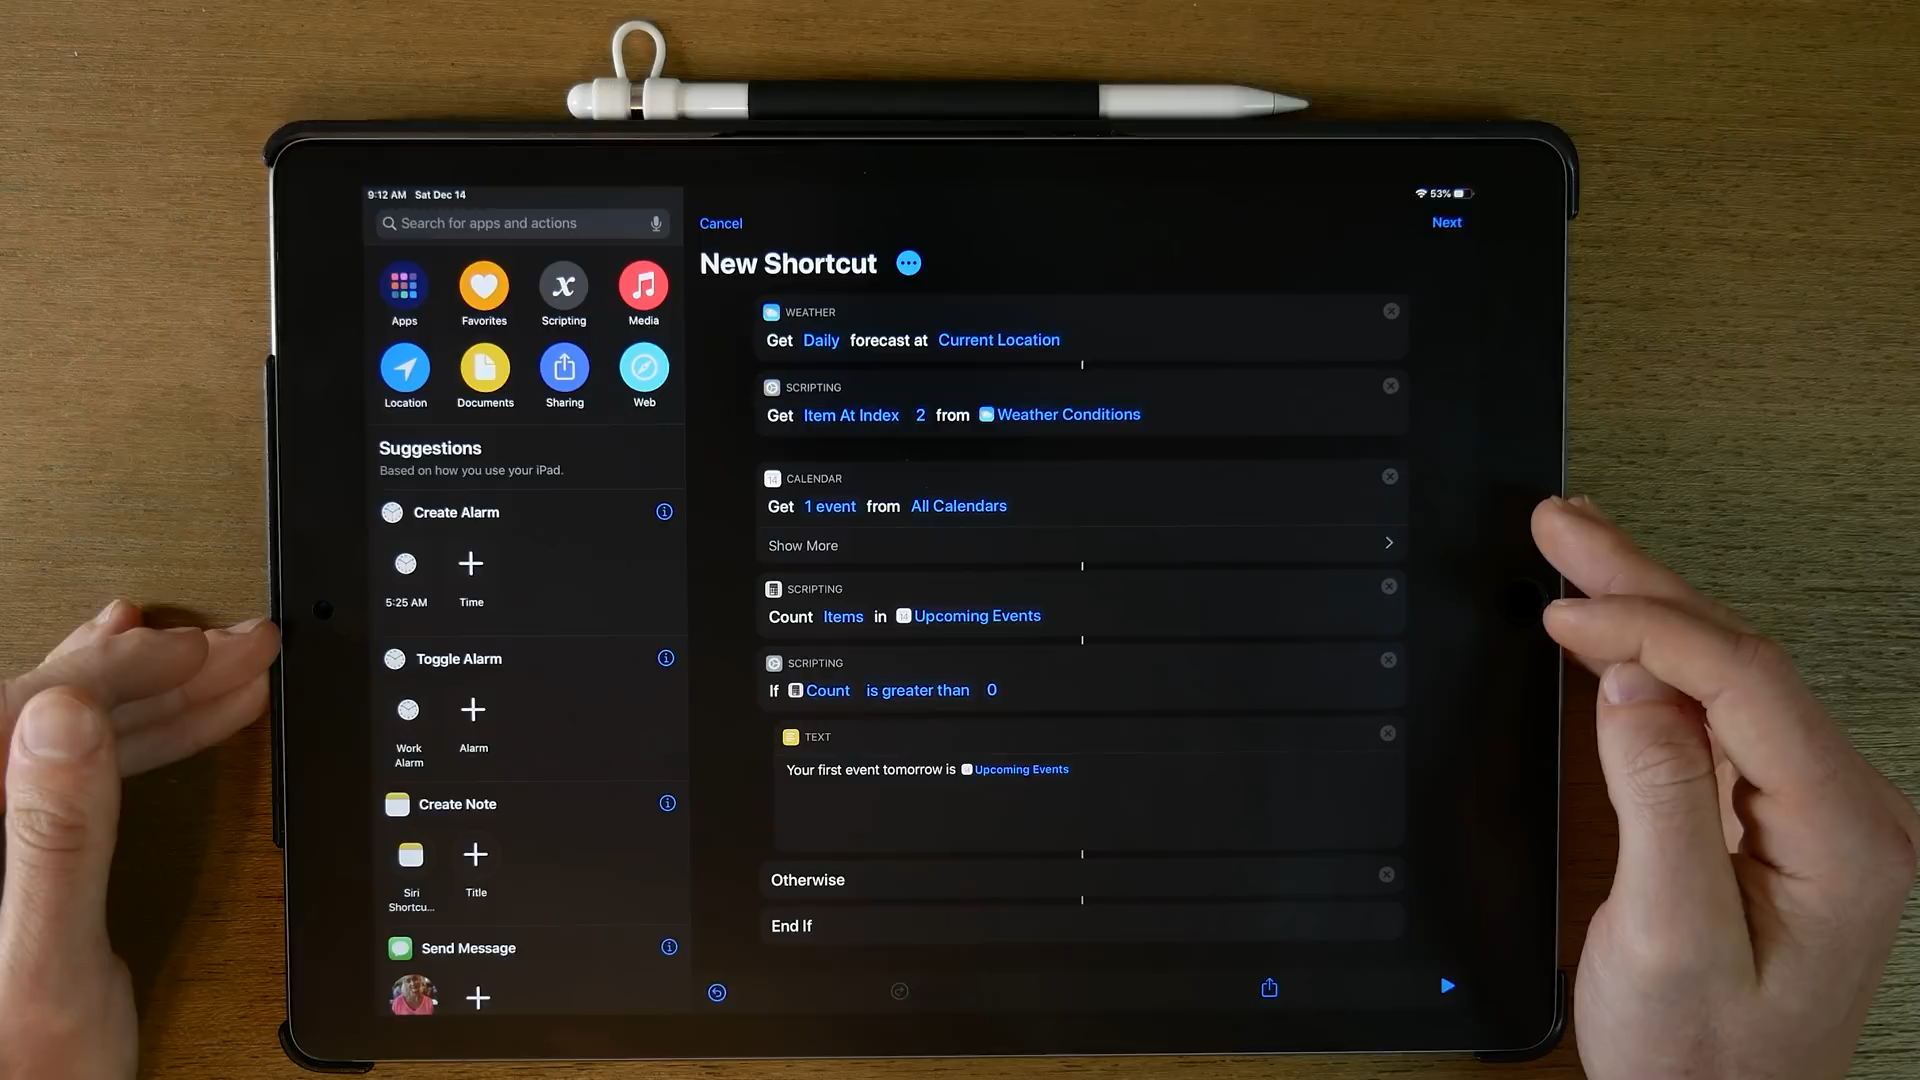 9:12 AM Sat Dec 14
53%
Search for apps and actions
Apps
Favorites
Scripting
Media
Location
Documents
Sharing
Web
Suggestions
Based on how you use your iPad.
Create Alarm
5:25 AM
Time
Toggle Alarm
Work
Alarm
Alarm
Create Note
Siri
Shortcu...
Title
Send Message
Cancel
Next
New Shortcut
WEATHER
Get Daily forecast at Current Location
SCRIPTING
Get Item At Index 2 from Weather Conditions
14 CALENDAR
Get 1 event from All Calendars
Show More
SCRIPTING
Count Items in 14 Upcoming Events
SCRIPTING
If Count is greater than 0
TEXT
Your first event tomorrow is Upcoming Events
Otherwise
End If